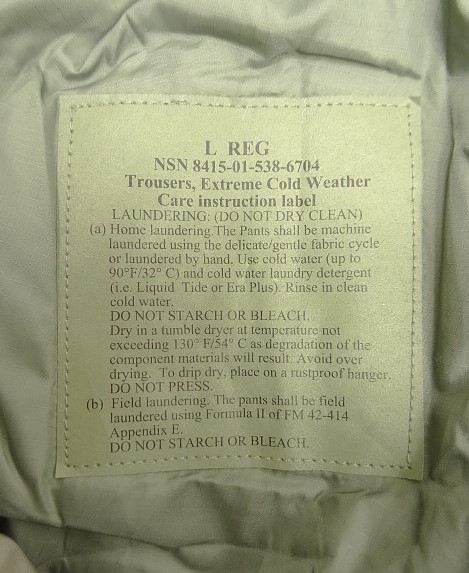 L REG
NSN 8415-01-538-6704
Trousers, Extreme Cold Weather
Care instruction label
LAUNDERING: (DO NOT DRY CLEAN)
(a) Home laundering. The Pants shall be machine
laundered using the delicate/gentle fabric cycle
or laundered by hand. Use cold water (up to
90°F/32° C) and cold water laundry detergent
(i.e. Liquid Tide or Era Plus). Rinse in clean
cold water.
DO NOT STARCH OR BLEACH.
Dry in a tumble dryer at temperature not
exceeding 130° F/54° C as degradation of the
component materials will result. Avoid over
drying. To drip dry, place on a rustproof hanger.
DO NOT PRESS.
(b) Field laundering. The pants shall be field
laundered using Formula II of FM 42-414
Appendix E.
DO NOT STARCH OR BLEACH.